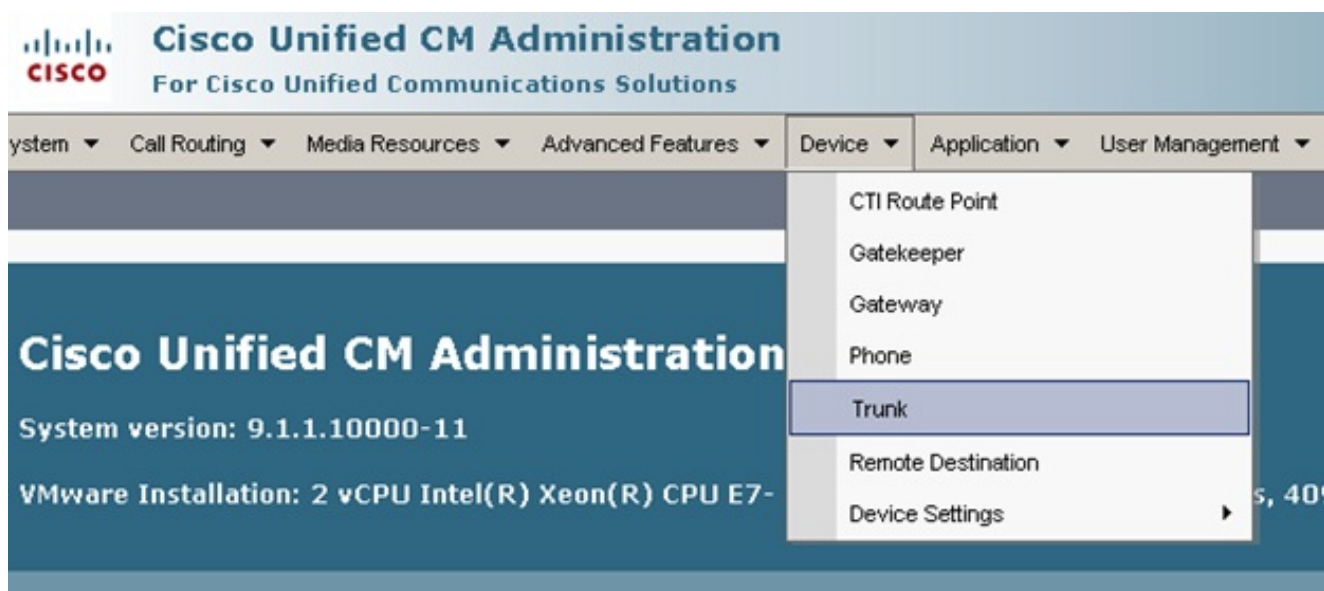 CISCO
Cisco Unified CM Administration
For Cisco Unified Communications Solutions
ystem Call Routing Media Resources Advanced Features Device Application User Management
CTI Route Point
Gatekeeper
Gateway
Phone
Trunk
Remote Destination
Device Settings
Cisco Unified CM Administration
System version: 9.1.1.10000-11
VMware Installation: 2 vCPU Intel(R) Xeon(R) CPU E7- s, 40